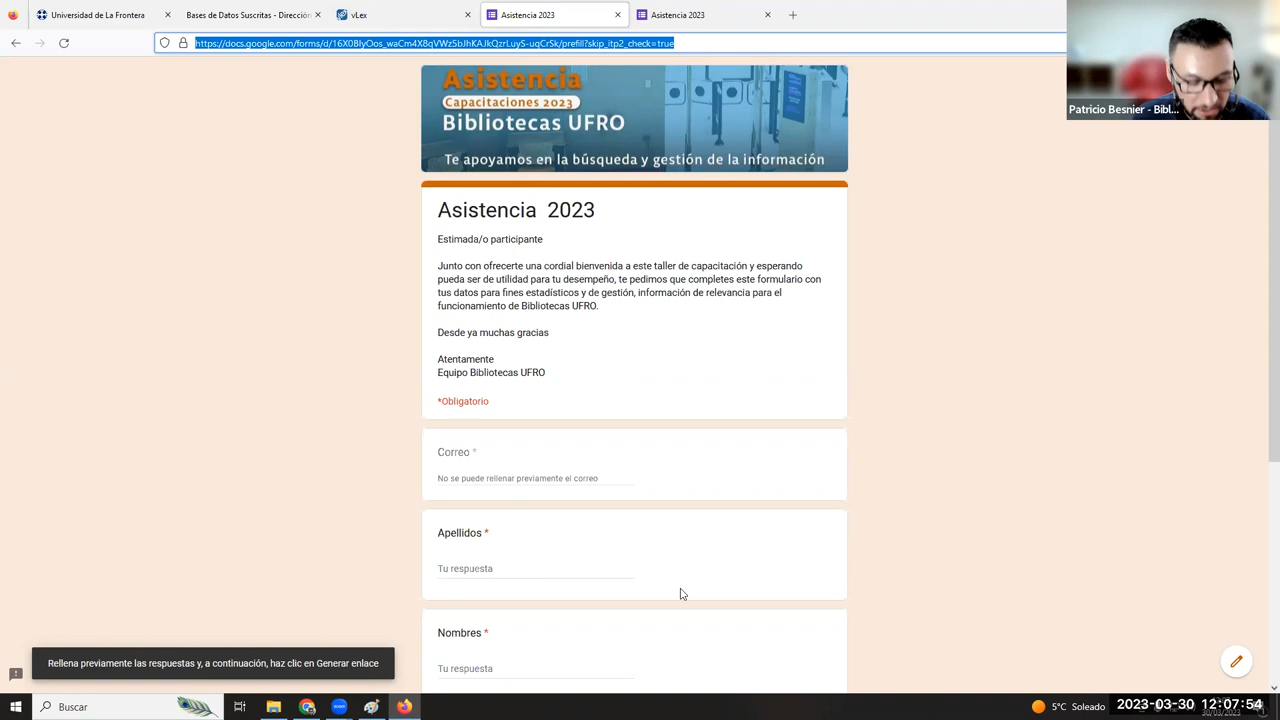 Universidad de La Frontera
Bases de Datos Suscritas - Dirección
vLex
Asistencia 2023
Asistencia 2023
https://docs.google.com/forms/d/16X0BIyOos_waCm4X8qVWzSbJhKAJkQzrLuyS-uqCrSk/prefill?skip_itp2_check=true
Patricio Besnier - Bibl...
Asistencia
Capacitaciones 2023
Bibliotecas UFRO
Te apoyamos en la búsqueda y gestión de la información
Asistencia 2023
Estimada/o participante
Junto con ofrecerte una cordial bienvenida a este taller de capacitación y esperando
pueda ser de utilidad para tu desempeño, te pedimos que completes este formulario con
tus datos para fines estadísticos y de gestión, información de relevancia para el
funcionamiento de Bibliotecas UFRO.
Desde ya muchas gracias
Atentamente
Equipo Bibliotecas UFRO
*Obligatorio
Correo *
No se puede rellenar previamente el correo
Apellidos *
Tu respuesta
Nombres *
Tu respuesta
Rellena previamente las respuestas y, a continuación, haz clic en Generar enlace
Buscar
zoom
5°C Soleado
2023-03-30 12:07:54
30/03/2023